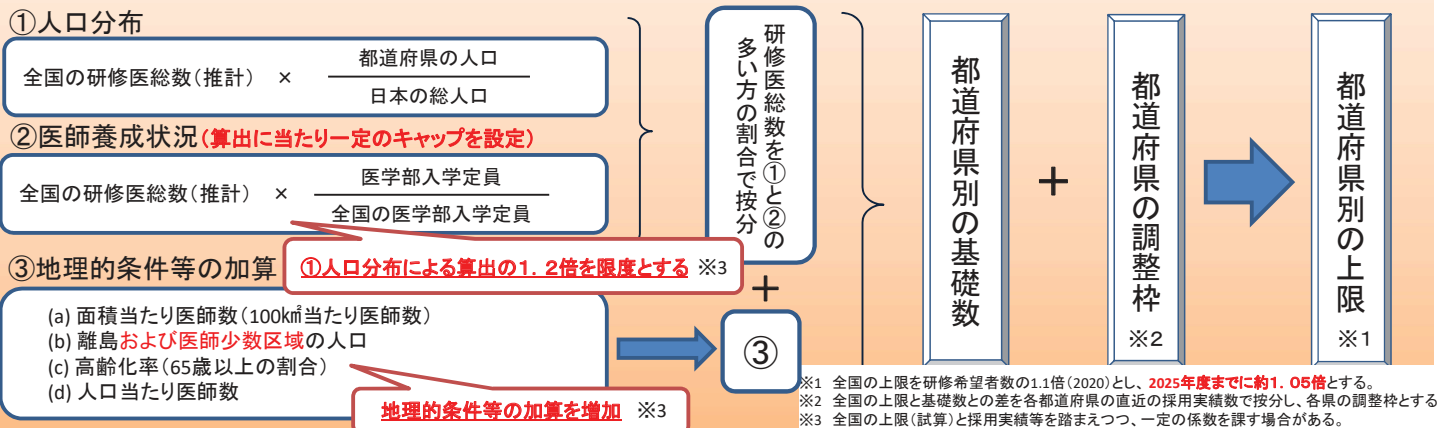 ①人口分布
全国の研修医総数(推計) × 都道府県の人口
日本の総人口
②医師養成状況(算出に当たり一定のキャップを設定)
全国の研修医総数(推計) × 医学部入学定員
全国の医学部入学定員
①人口分布による算出の1.2倍を限度とする ※3
③地理的条件等の加算
(a) 面積当たり医師数(100k㎡当たり医師数)
(b) 離島および医師少数区域の人口
(c) 高齢化率(65歳以上の割合)
(d) 人口当たり医師数
地理的条件等の加算を増加 ※3
研修医総数を①と②の
多い方の割合で按分
+
③
都道府県別の基礎数
+
都道府県の調整枠
※2
都道府県別の上限
※1
※1 全国の上限を研修希望者数の1.1倍(2020)とし、2025年度までに約1.05倍とする。
※2 全国の上限と基礎数との差を各都道府県の直近の採用実績数で按分し、各県の調整枠とする
※3 全国の上限(試算)と採用実績等を踏まえつつ、一定の係数を課す場合がある。